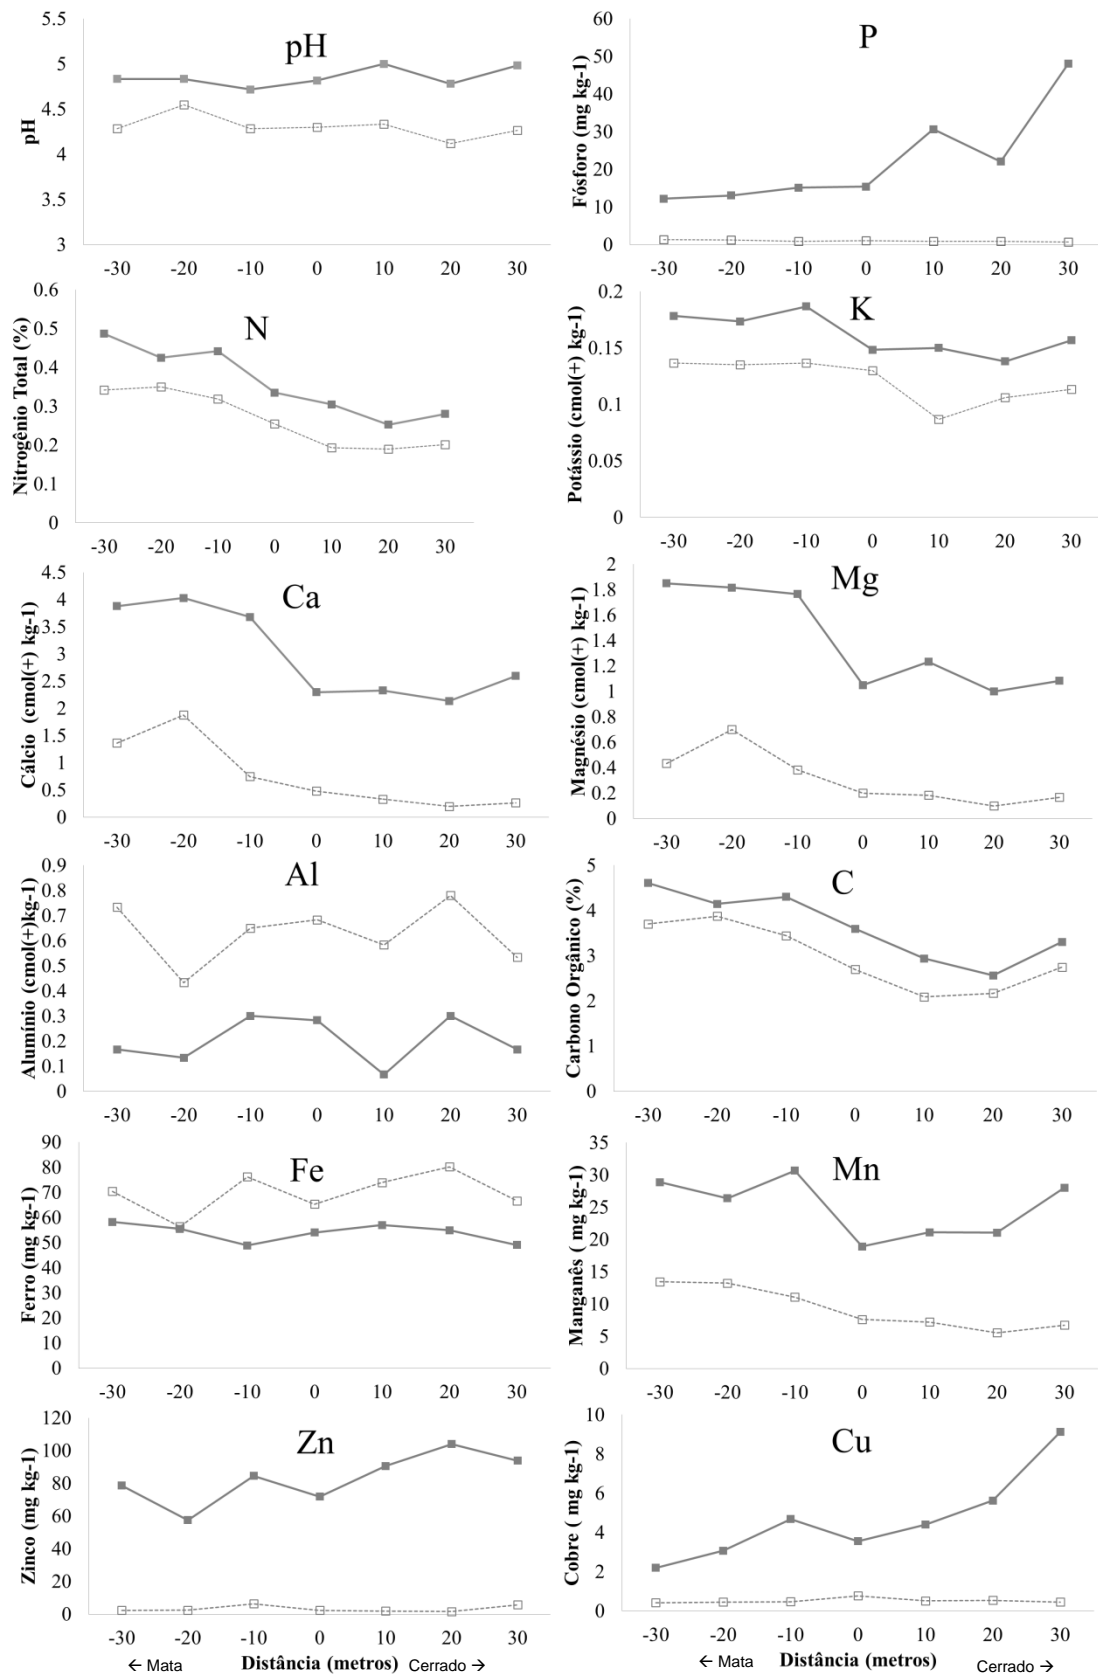 pH
pH
5.5
5
4.5
4
3.5
3
-30 -20 -10 0 10 20 30
P
Fósforo (mg kg-1)
60
50
40
30
20
10
0
-30 -20 -10 0 10 20 30
N
Nitrogênio Total (%)
0.6
0.5
0.4
0.3
0.2
0.1
0
-30 -20 -10 0 10 20 30
K
Potássio (cmol(+) kg-1)
0.2
0.15
0.1
0.05
0
-30 -20 -10 0 10 20 30
Ca
Cálcio (cmol(+) kg-1)
4.5
4
3.5
3
2.5
2
1.5
1
0.5
0
-30 -20 -10 0 10 20 30
Mg
Magnésio (cmol(+) kg-1)
2
1.8
1.6
1.4
1.2
1
0.8
0.6
0.4
0.2
0
-30 -20 -10 0 10 20 30
Al
Alumínio (cmol(+)kg-1)
0.9
0.8
0.7
0.6
0.5
0.4
0.3
0.2
0.1
0
-30 -20 -10 0 10 20 30
C
Carbono Orgânico (%)
5
4
3
2
1
0
-30 -20 -10 0 10 20 30
Fe
Ferro (mg kg-1)
90
80
70
60
50
40
30
20
10
0
-30 -20 -10 0 10 20 30
Mn
Manganês ( mg kg-1)
35
30
25
20
15
10
5
0
-30 -20 -10 0 10 20 30
Zn
Zinco (mg kg-1)
120
100
80
60
40
20
0
-30 -20 -10 0 10 20 30
← Mata Distância (metros) Cerrado →
Cu
Cobre ( mg kg-1)
10
8
6
4
2
0
-30 -20 -10 0 10 20 30
← Mata Distância (metros) Cerrado →